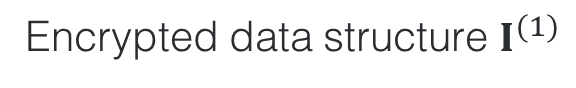 Encrypted data structure I⁽¹⁾